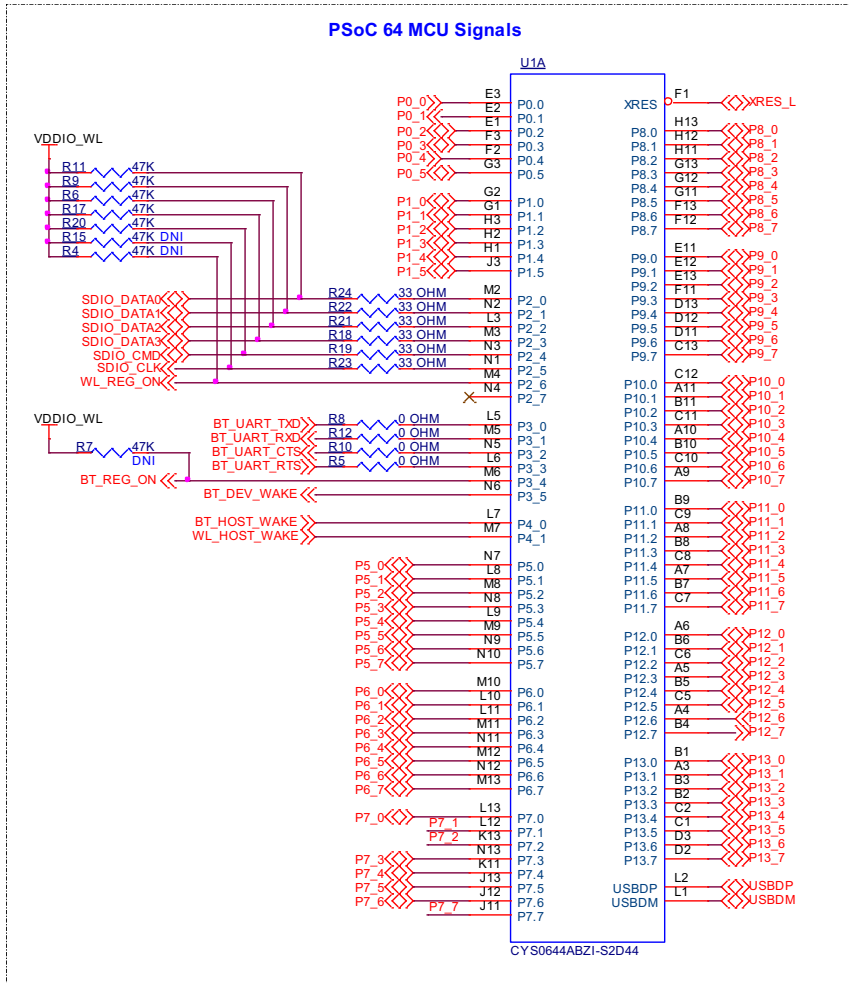 PSoC 64 MCU Signals
U1A
P0_0 E3 P0.0
P0_1 E2 P0.1
P0_2 E1 P0.2
P0_3 F3 P0.3
P0_4 F2 P0.4
P0_5 G3 P0.5
VDDIO_WL
R11 47K
R9 47K
R6 47K
R17 47K
R20 47K
R15 47K DNI
R4 47K DNI
P1_0 G2 P1.0
P1_1 G1 P1.1
P1_2 H3 P1.2
P1_3 H2 P1.3
P1_4 H1 P1.4
P1_5 J3 P1.5
SDIO_DATA0 R24 33 OHM M2 P2_0
SDIO_DATA1 R22 33 OHM N2 P2_1
SDIO_DATA2 R21 33 OHM L3 P2_2
SDIO_DATA3 R18 33 OHM M3 P2_3
SDIO_CMD R19 33 OHM N3 P2_4
SDIO_CLK R23 33 OHM N1 P2_5
WL_REG_ON M4 P2_6
N4 P2_7
VDDIO_WL
R7 47K
DNI
BT_UART_TXD R8 0 OHM L5 P3_0
BT_UART_RXD R12 0 OHM M5 P3_1
BT_UART_CTS R10 0 OHM N5 P3_2
BT_UART_RTS R5 0 OHM L6 P3_3
BT_REG_ON M6 P3_4
BT_DEV_WAKE N6 P3_5
BT_HOST_WAKE L7 P4_0
WL_HOST_WAKE M7 P4_1
P5_0 N7 P5.0
P5_1 L8 P5.1
P5_2 M8 P5.2
P5_3 N8 P5.3
P5_4 L9 P5.4
P5_5 M9 P5.5
P5_6 N9 P5.6
P5_7 N10 P5.7
P6_0 M10 P6.0
P6_1 L10 P6.1
P6_2 L11 P6.2
P6_3 M11 P6.3
P6_4 N11 P6.4
P6_5 M12 P6.5
P6_6 N12 P6.6
P6_7 M13 P6.7
P7_0 L13 P7.0
P7_1 L12 P7.1
P7_2 K13 P7.2
P7_3 N13 P7.3
P7_4 K11 P7.4
P7_5 J13 P7.5
P7_6 J12 P7.6
P7_7 J11 P7.7
XRES F1 XRES_L
P8.0 H13 P8_0
P8.1 H12 P8_1
P8.2 H11 P8_2
P8.3 G13 P8_3
P8.4 G12 P8_4
P8.5 G11 P8_5
P8.6 F13 P8_6
P8.7 F12 P8_7
P9.0 E11 P9_0
P9.1 E12 P9_1
P9.2 E13 P9_2
P9.3 F11 P9_3
P9.4 D13 P9_4
P9.5 D12 P9_5
P9.6 D11 P9_6
P9.7 C13 P9_7
P10.0 C12 P10_0
P10.1 A11 P10_1
P10.2 B11 P10_2
P10.3 C11 P10_3
P10.4 A10 P10_4
P10.5 B10 P10_5
P10.6 C10 P10_6
P10.7 A9 P10_7
P11.0 B9 P11_0
P11.1 C9 P11_1
P11.2 A8 P11_2
P11.3 B8 P11_3
P11.4 C8 P11_4
P11.5 A7 P11_5
P11.6 B7 P11_6
P11.7 C7 P11_7
P12.0 A6 P12_0
P12.1 B6 P12_1
P12.2 C6 P12_2
P12.3 A5 P12_3
P12.4 B5 P12_4
P12.5 C5 P12_5
P12.6 A4 P12_6
P12.7 B4 P12_7
P13.0 B1 P13_0
P13.1 A3 P13_1
P13.2 B3 P13_2
P13.3 B2 P13_3
P13.4 C2 P13_4
P13.5 C1 P13_5
P13.6 D3 P13_6
P13.7 D2 P13_7
USBDP L2 USBDP
USBDM L1 USBDM
CYS0644ABZI-S2D44